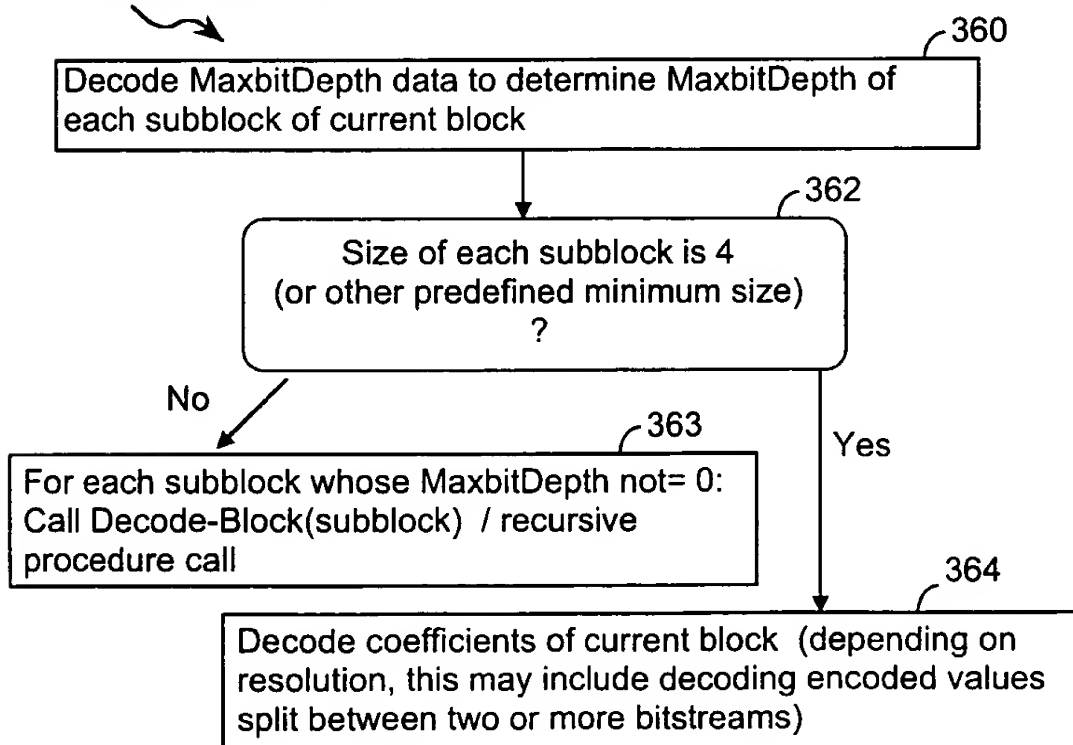 360
Decode MaxbitDepth data to determine MaxbitDepth of
each subblock of current block
362
Size of each subblock is 4
(or other predefined minimum size)
?
No
Yes
363
For each subblock whose MaxbitDepth not= 0:
Call Decode-Block(subblock) / recursive
procedure call
364
Decode coefficients of current block (depending on
resolution, this may include decoding encoded values
split between two or more bitstreams)